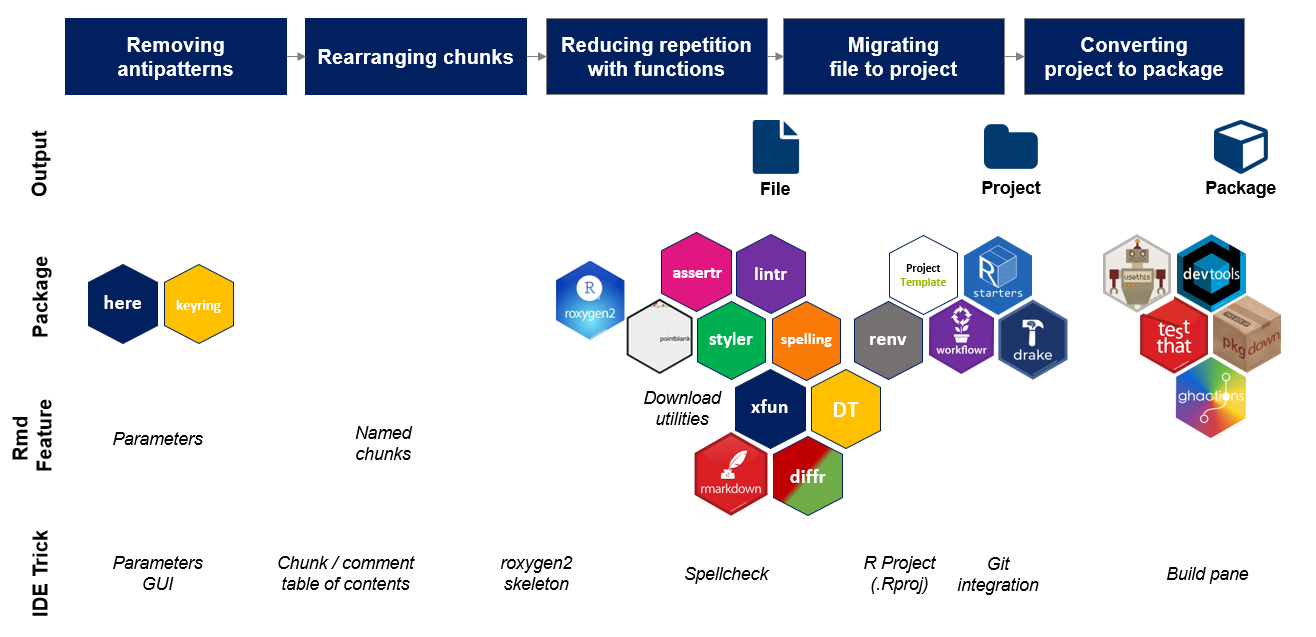 Removing
antipatterns
Rearranging chunks
Reducing repetition
with functions
Migrating
file to project
Converting
project to package
Output
File
Project
Package
Package
here
keyring
R
roxygen2
assertr
lintr
pointblank
styler
spelling
xfun
DT
rmarkdown
diffr
Project
Template
R
starters
renv
workflowr
drake
usethis
devtools
test
that
pkgdown
ghactions
Rmd
Feature
Parameters
Named
chunks
Download
utilities
IDE Trick
Parameters
GUI
Chunk / comment
table of contents
roxygen2
skeleton
Spellcheck
R Project
(.Rproj)
Git
integration
Build pane